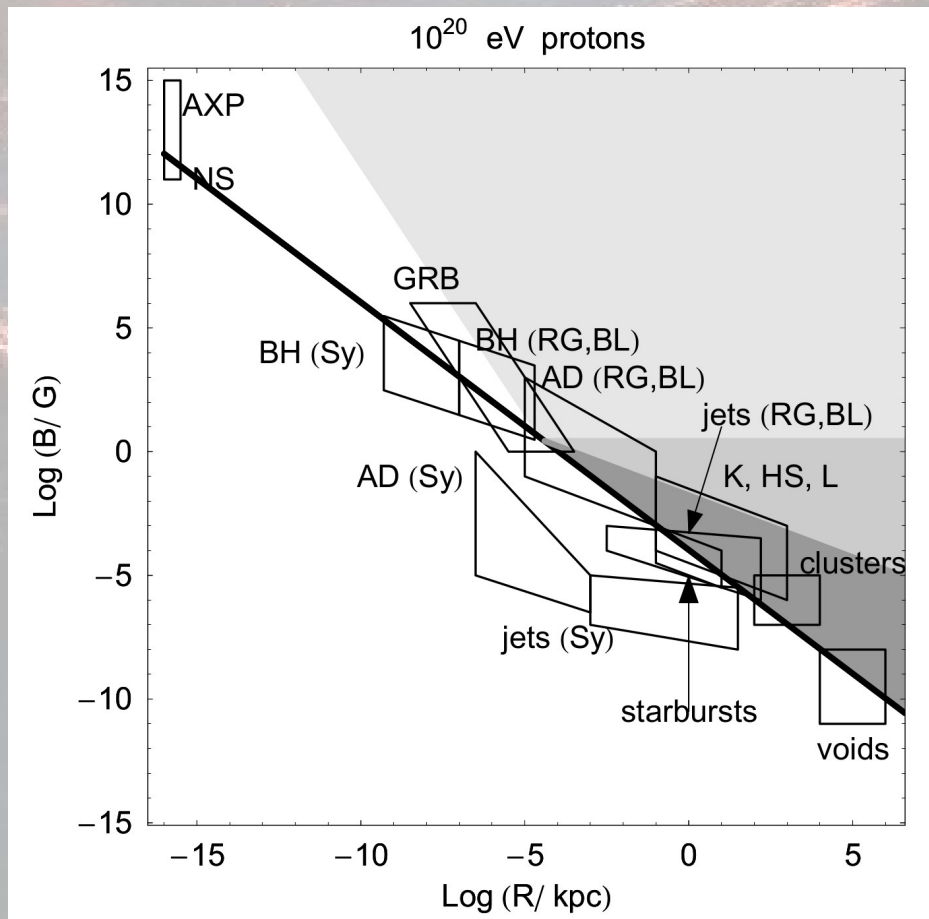 10^20 eV protons
15
10
5
0
−5
−10
−15
Log (B/ G)
AXP
NS
GRB
BH (Sy)
BH (RG,BL)
AD (RG,BL)
jets (RG,BL)
AD (Sy)
K, HS, L
clusters
jets (Sy)
starbursts
voids
−15
−10
−5
0
5
Log (R/ kpc)